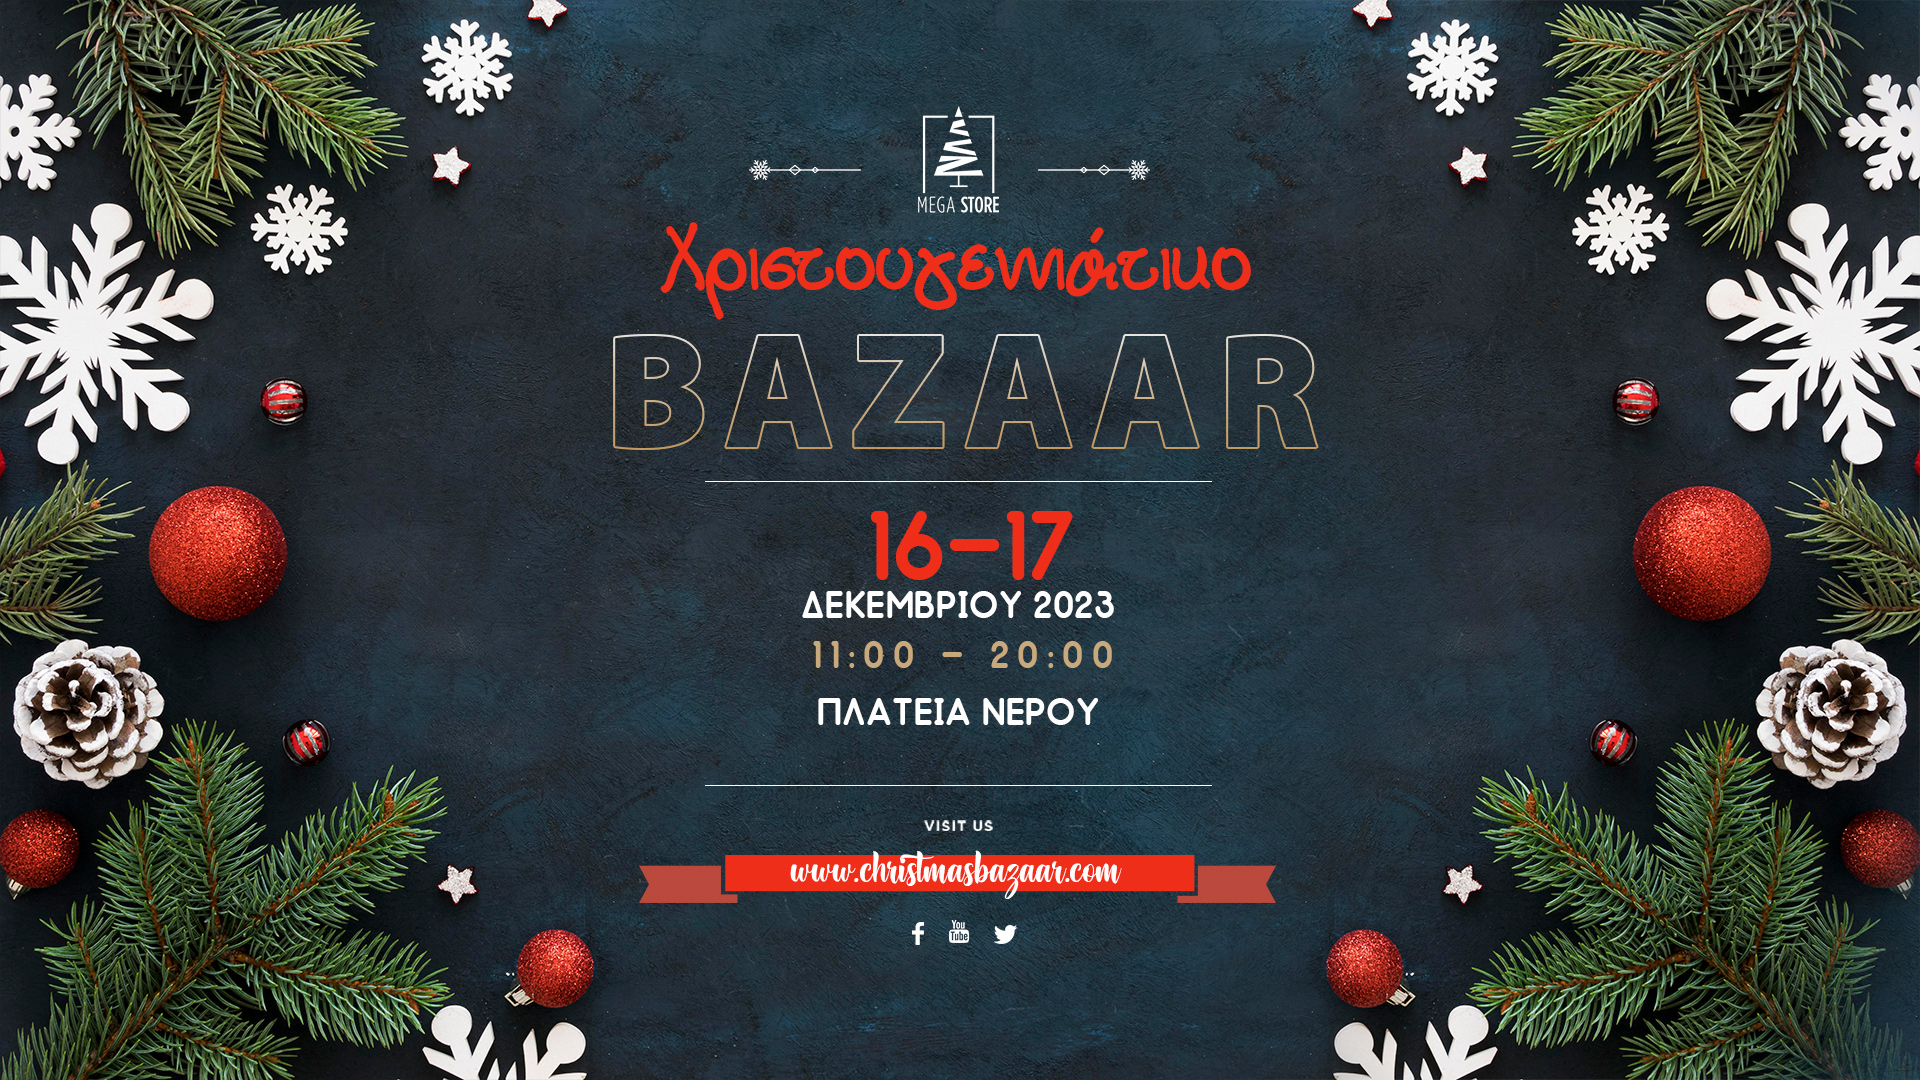 MEGA STORE
Χριστουγεννιάτικο
BAZAAR
16-17
ΔΕΚΕΜΒΡΙΟΥ 2023
11:00 - 20:00
ΠΛΑΤΕΙΑ ΝΕΡΟΥ
VISIT US
www.christmasbazaar.com
You Tube